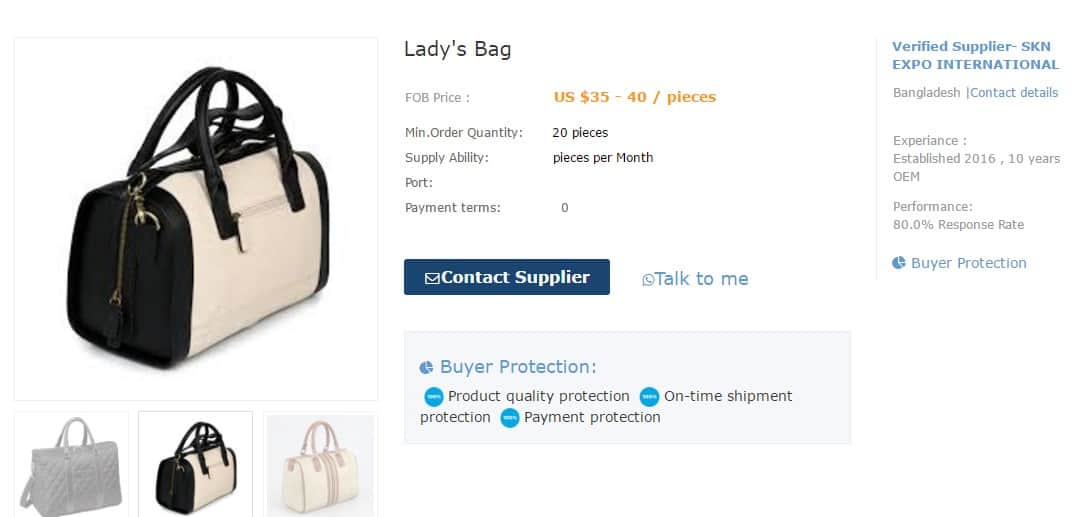 Lady's Bag
FOB Price :
US $35 - 40 / pieces
Min.Order Quantity:
20 pieces
Supply Ability:
pieces per Month
Port:
Payment terms:
0
Contact Supplier
Talk to me
Buyer Protection:
100% Product quality protection 100% On-time shipment
protection 100% Payment protection
Verified Supplier- SKN
EXPO INTERNATIONAL
Bangladesh |Contact details
Experiance :
Established 2016 , 10 years
OEM
Performance:
80.0% Response Rate
Buyer Protection